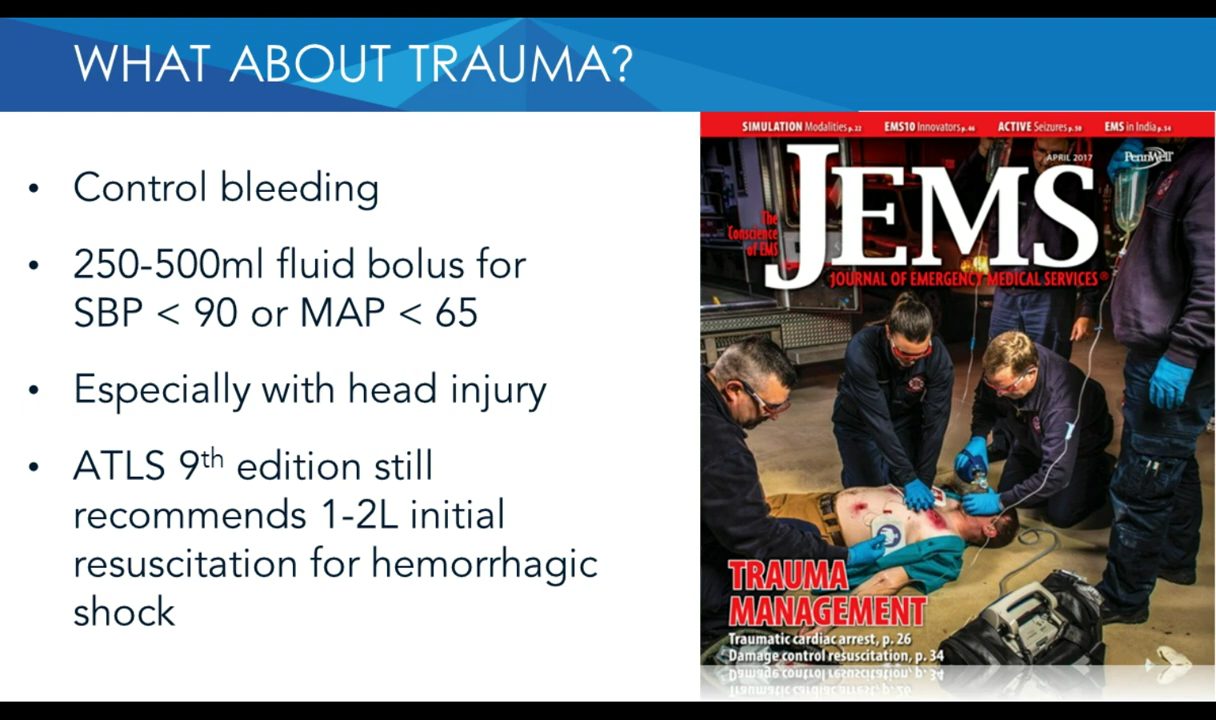 WHAT ABOUT TRAUMA?
• Control bleeding
• 250-500ml fluid bolus for
SBP < 90 or MAP < 65
• Especially with head injury
• ATLS 9th edition still
recommends 1-2L initial
resuscitation for hemorrhagic
shock
SIMULATION Modalities p. 22 EMS10 Innovators p. 46 ACTIVE Seizures p. 50 EMS in India p. 54
APRIL 2017 PennWell®
JEMS
The
Conscience
of EMS
JOURNAL OF EMERGENCY MEDICAL SERVICES®
TRAUMA
MANAGEMENT
Traumatic cardiac arrest, p. 26
Damage control resuscitation, p. 34